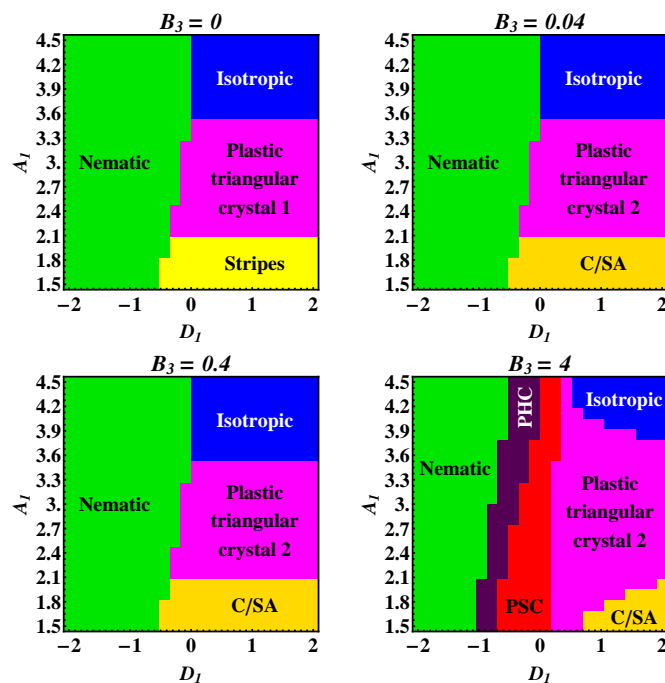 B3 = 0
4.5
4.2
3.9
3.6
3.3
3.
2.7
2.4
2.1
1.8
1.5
A1
Isotropic
Nematic
Plastic
triangular
crystal 1
Stripes
−2 −1 0 1 2
D1
B3 = 0.04
4.5
4.2
3.9
3.6
3.3
3.
2.7
2.4
2.1
1.8
1.5
A1
Isotropic
Nematic
Plastic
triangular
crystal 2
C/SA
−2 −1 0 1 2
D1
B3 = 0.4
4.5
4.2
3.9
3.6
3.3
3.
2.7
2.4
2.1
1.8
1.5
A1
Isotropic
Nematic
Plastic
triangular
crystal 2
C/SA
−2 −1 0 1 2
D1
B3 = 4
4.5
4.2
3.9
3.6
3.3
3.
2.7
2.4
2.1
1.8
1.5
A1
PHC
Isotropic
Nematic
Plastic
triangular
crystal 2
PSC
C/SA
−2 −1 0 1 2
D1